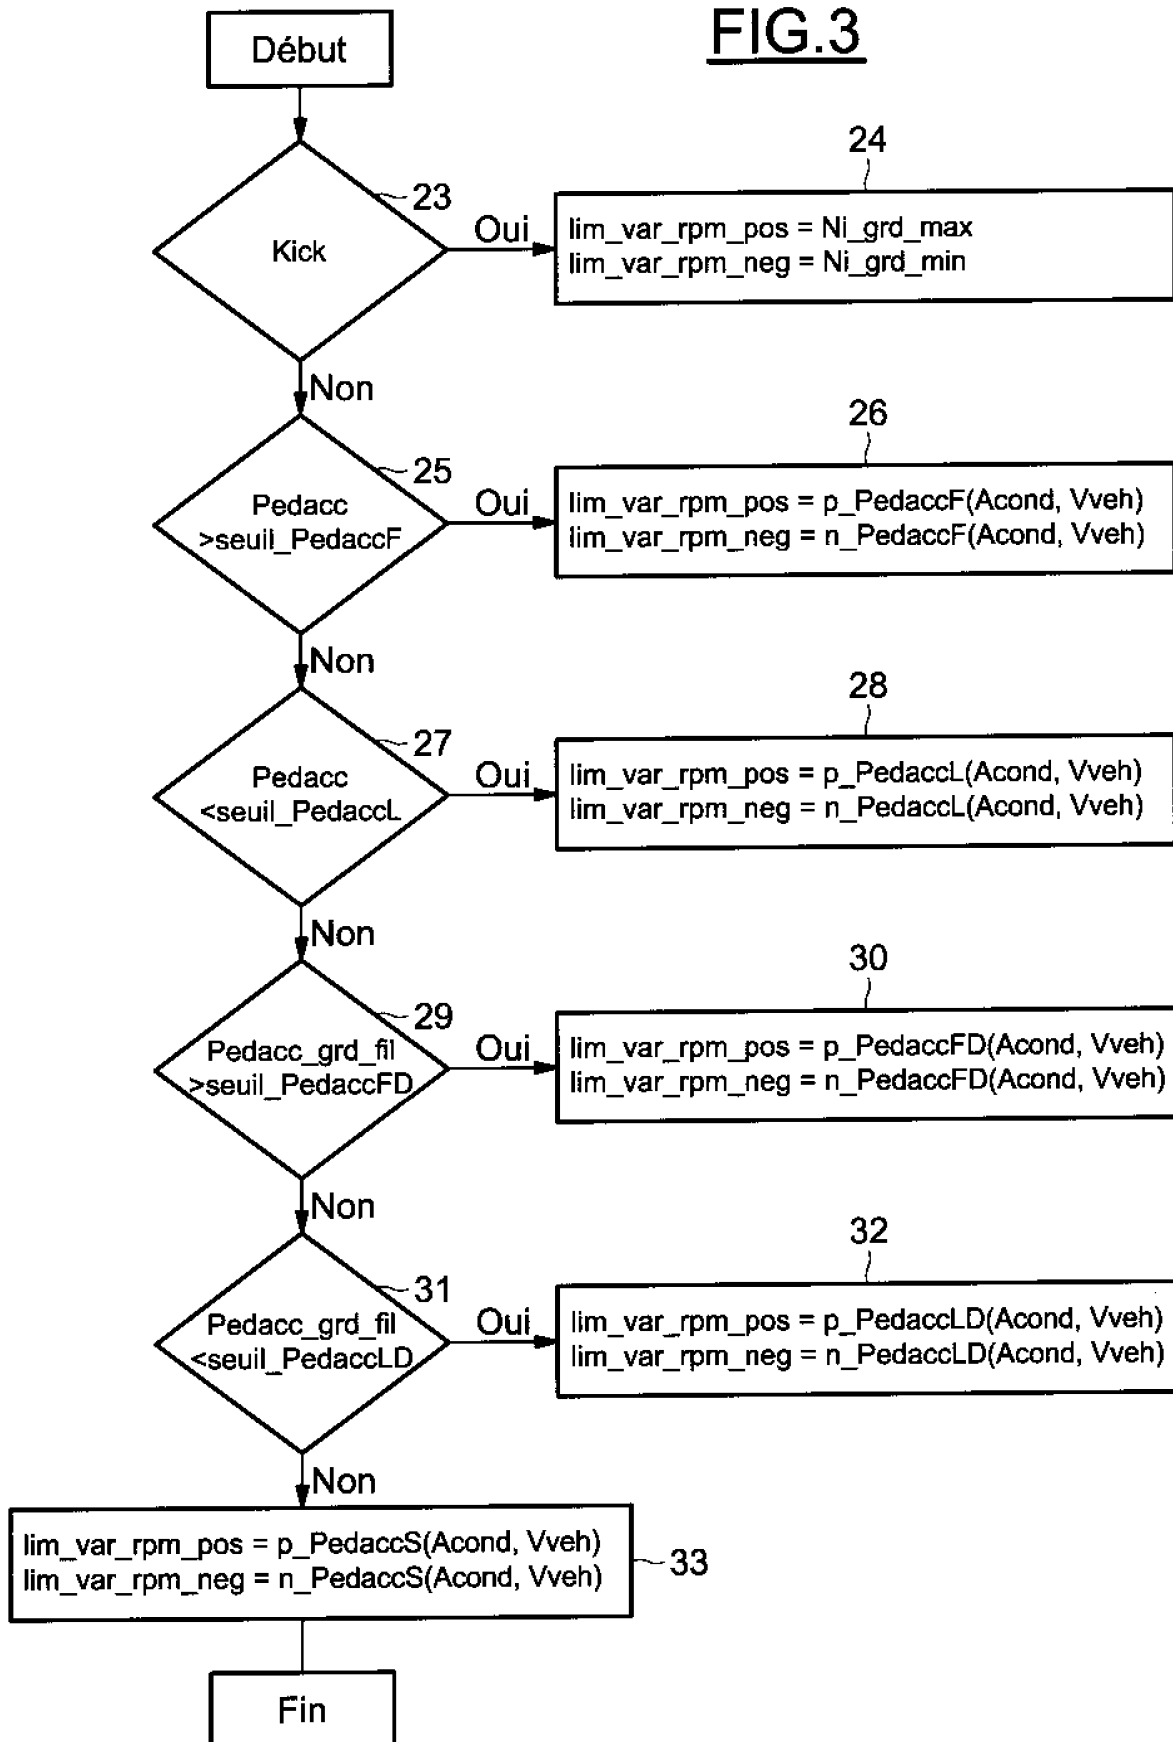 FIG.3
Début
23
Kick
Oui
24
lim_var_rpm_pos = Ni_grd_max
lim_var_rpm_neg = Ni_grd_min
Non
25
Pedacc
>seuil_PedaccF
Oui
26
lim_var_rpm_pos = p_PedaccF(Acond, Vveh)
lim_var_rpm_neg = n_PedaccF(Acond, Vveh)
Non
27
Pedacc
<seuil_PedaccL
Oui
28
lim_var_rpm_pos = p_PedaccL(Acond, Vveh)
lim_var_rpm_neg = n_PedaccL(Acond, Vveh)
Non
29
Pedacc_grd_fil
>seuil_PedaccFD
Oui
30
lim_var_rpm_pos = p_PedaccFD(Acond, Vveh)
lim_var_rpm_neg = n_PedaccFD(Acond, Vveh)
Non
31
Pedacc_grd_fil
<seuil_PedaccLD
Oui
32
lim_var_rpm_pos = p_PedaccLD(Acond, Vveh)
lim_var_rpm_neg = n_PedaccLD(Acond, Vveh)
Non
lim_var_rpm_pos = p_PedaccS(Acond, Vveh)
lim_var_rpm_neg = n_PedaccS(Acond, Vveh)
33
Fin